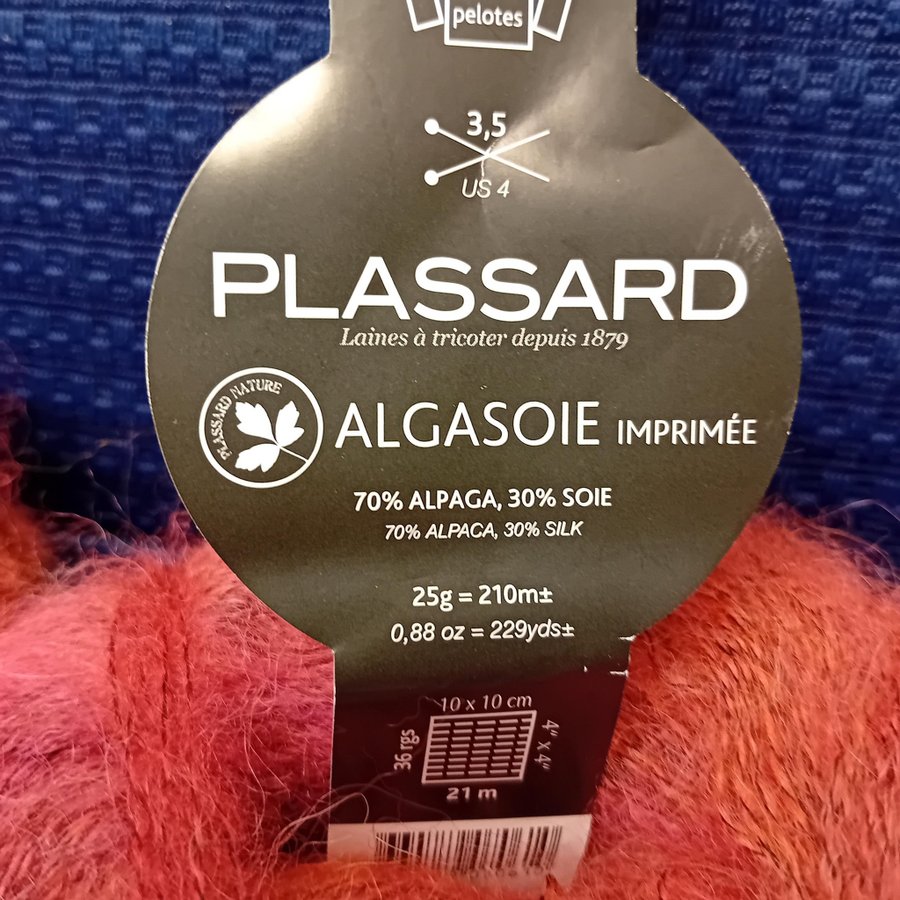 pelotes
3,5
US 4
PLASSARD
Laines à tricoter depuis 1879
PLASSARD NATURE
ALGASOIE IMPRIMÉE
70% ALPAGA, 30% SOIE
70% ALPACA, 30% SILK
25g = 210m±
0,88 oz = 229yds±
10 x 10 cm
36 rgs
4" x 4"
21 m